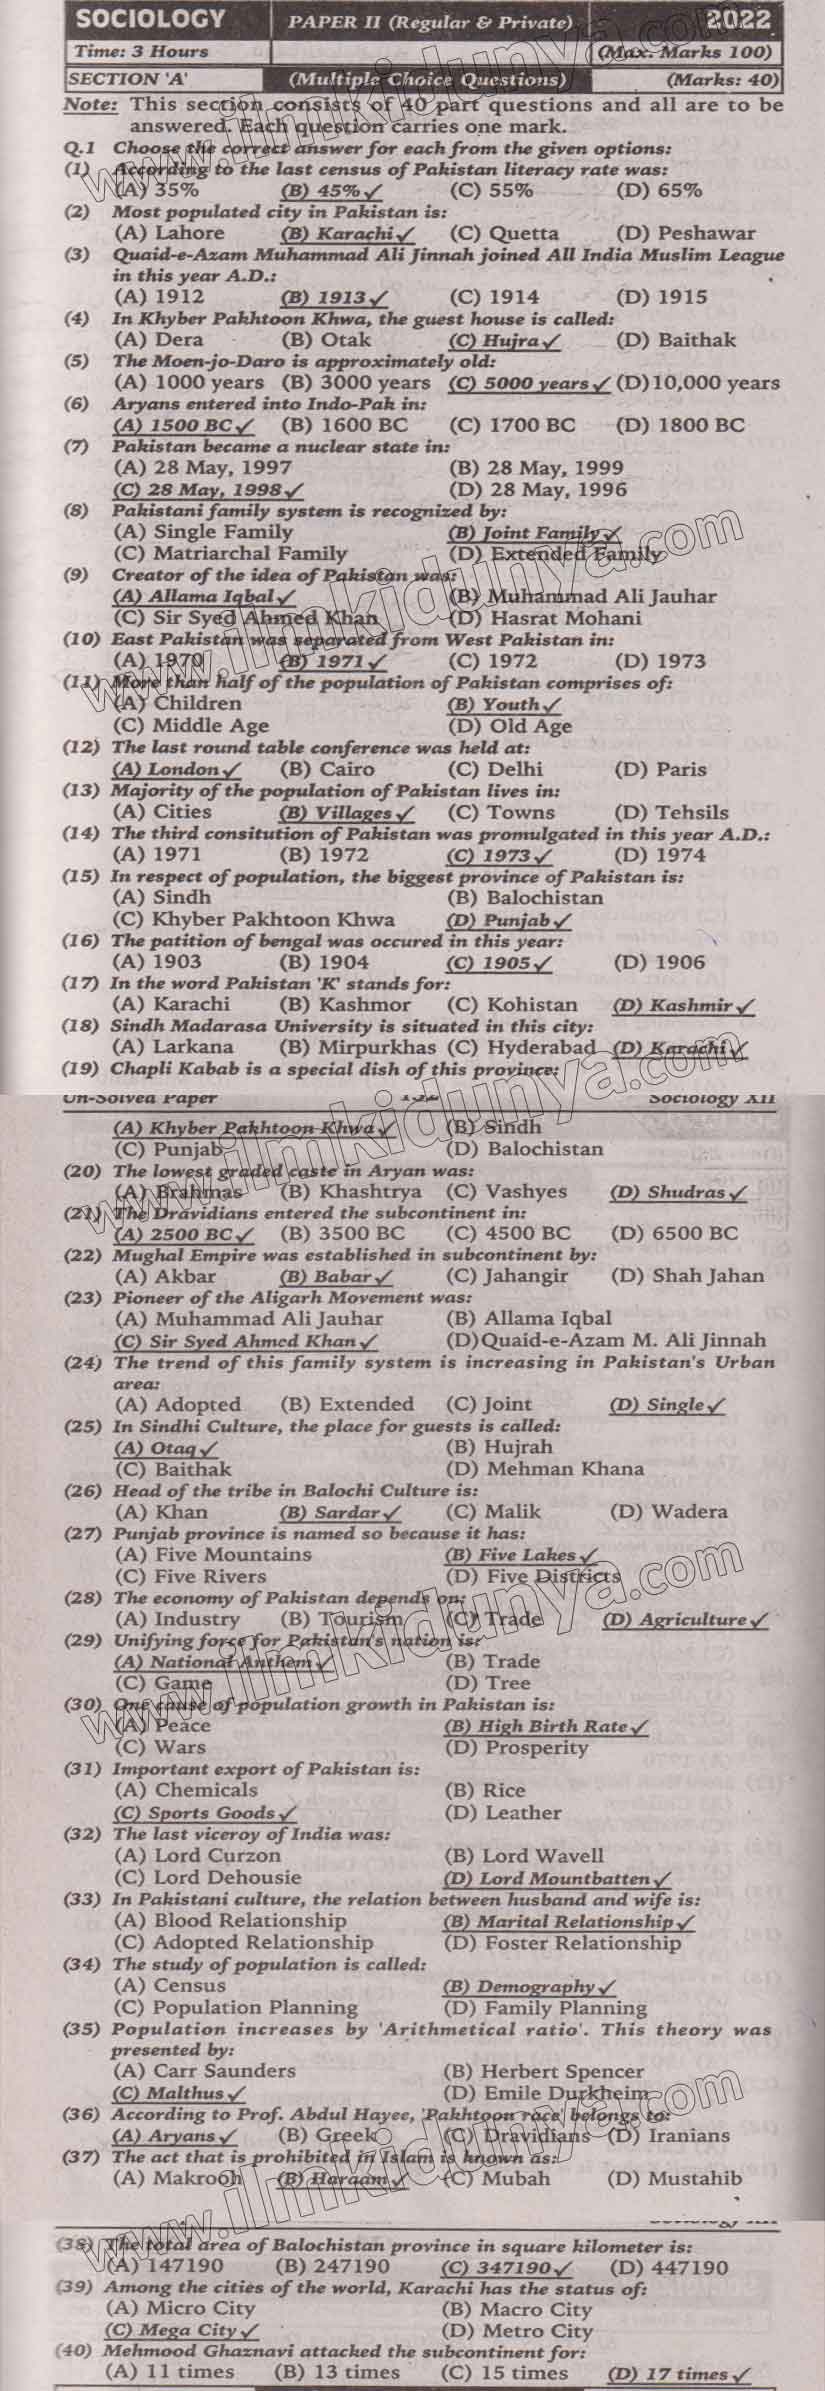 SOCIOLOGY PAPER II (Regular & Private) 2022
Time: 3 Hours (Max. Marks 100)
SECTION 'A' (Multiple Choice Questions) (Marks: 40)
Note: This section consists of 40 part questions and all are to be
answered. Each question carries one mark.
Q.1 Choose the correct answer for each from the given options:
(1) According to the last census of Pakistan literacy rate was:
(A) 35% (B) 45%✓ (C) 55% (D) 65%
(2) Most populated city in Pakistan is:
(A) Lahore (B) Karachi✓ (C) Quetta (D) Peshawar
(3) Quaid-e-Azam Muhammad Ali Jinnah joined All India Muslim League
in this year A.D.:
(A) 1912 (B) 1913✓ (C) 1914 (D) 1915
(4) In Khyber Pakhtoon Khwa, the guest house is called:
(A) Dera (B) Otak (C) Hujra✓ (D) Baithak
(5) The Moen-jo-Daro is approximately old:
(A) 1000 years (B) 3000 years (C) 5000 years✓ (D)10,000 years
(6) Aryans entered into Indo-Pak in:
(A) 1500 BC✓ (B) 1600 BC (C) 1700 BC (D) 1800 BC
(7) Pakistan became a nuclear state in:
(A) 28 May, 1997 (B) 28 May, 1999
(C) 28 May, 1998✓ (D) 28 May, 1996
(8) Pakistani family system is recognized by:
(A) Single Family (B) Joint Family✓
(C) Matriarchal Family (D) Extended Family
(9) Creator of the idea of Pakistan was:
(A) Allama Iqbal✓ (B) Muhammad Ali Jauhar
(C) Sir Syed Ahmed Khan (D) Hasrat Mohani
(10) East Pakistan was separated from West Pakistan in:
(A) 1970 (B) 1971✓ (C) 1972 (D) 1973
(11) More than half of the population of Pakistan comprises of:
(A) Children (B) Youth✓
(C) Middle Age (D) Old Age
(12) The last round table conference was held at:
(A) London✓ (B) Cairo (C) Delhi (D) Paris
(13) Majority of the population of Pakistan lives in:
(A) Cities (B) Villages✓ (C) Towns (D) Tehsils
(14) The third consitution of Pakistan was promulgated in this year A.D.:
(A) 1971 (B) 1972 (C) 1973✓ (D) 1974
(15) In respect of population, the biggest province of Pakistan is:
(A) Sindh (B) Balochistan
(C) Khyber Pakhtoon Khwa (D) Punjab✓
(16) The patition of bengal was occured in this year:
(A) 1903 (B) 1904 (C) 1905✓ (D) 1906
(17) In the word Pakistan 'K' stands for:
(A) Karachi (B) Kashmor (C) Kohistan (D) Kashmir✓
(18) Sindh Madarasa University is situated in this city:
(A) Larkana (B) Mirpurkhas (C) Hyderabad (D) Karachi✓
(19) Chapli Kabab is a special dish of this province:
Un-Solved Paper Sociology XII
(A) Khyber Pakhtoon Khwa✓ (B) Sindh
(C) Punjab (D) Balochistan
(20) The lowest graded caste in Aryan was:
(A) Brahmas (B) Khashtrya (C) Vashyes (D) Shudras✓
(21) The Dravidians entered the subcontinent in:
(A) 2500 BC✓ (B) 3500 BC (C) 4500 BC (D) 6500 BC
(22) Mughal Empire was established in subcontinent by:
(A) Akbar (B) Babar✓ (C) Jahangir (D) Shah Jahan
(23) Pioneer of the Aligarh Movement was:
(A) Muhammad Ali Jauhar (B) Allama Iqbal
(C) Sir Syed Ahmed Khan✓ (D)Quaid-e-Azam M. Ali Jinnah
(24) The trend of this family system is increasing in Pakistan's Urban
area:
(A) Adopted (B) Extended (C) Joint (D) Single✓
(25) In Sindhi Culture, the place for guests is called:
(A) Otaq✓ (B) Hujrah
(C) Baithak (D) Mehman Khana
(26) Head of the tribe in Balochi Culture is:
(A) Khan (B) Sardar✓ (C) Malik (D) Wadera
(27) Punjab province is named so because it has:
(A) Five Mountains (B) Five Lakes✓
(C) Five Rivers (D) Five Districts
(28) The economy of Pakistan depends on:
(A) Industry (B) Tourism (C) Trade (D) Agriculture✓
(29) Unifying force for Pakistan's nation is:
(A) National Anthem✓ (B) Trade
(C) Game (D) Tree
(30) One cause of population growth in Pakistan is:
(A) Peace (B) High Birth Rate✓
(C) Wars (D) Prosperity
(31) Important export of Pakistan is:
(A) Chemicals (B) Rice
(C) Sports Goods✓ (D) Leather
(32) The last viceroy of India was:
(A) Lord Curzon (B) Lord Wavell
(C) Lord Dehousie (D) Lord Mountbatten✓
(33) In Pakistani culture, the relation between husband and wife is:
(A) Blood Relationship (B) Marital Relationship✓
(C) Adopted Relationship (D) Foster Relationship
(34) The study of population is called:
(A) Census (B) Demography✓
(C) Population Planning (D) Family Planning
(35) Population increases by 'Arithmetical ratio'. This theory was
presented by:
(A) Carr Saunders (B) Herbert Spencer
(C) Malthus✓ (D) Emile Durkheim
(36) According to Prof. Abdul Hayee, 'Pakhtoon race' belongs to:
(A) Aryans✓ (B) Greek (C) Dravidians (D) Iranians
(37) The act that is prohibited in Islam is known as:
(A) Makrooh (B) Haraam✓ (C) Mubah (D) Mustahib
(38) The total area of Balochistan province in square kilometer is:
(A) 147190 (B) 247190 (C) 347190✓ (D) 447190
(39) Among the cities of the world, Karachi has the status of:
(A) Micro City (B) Macro City
(C) Mega City✓ (D) Metro City
(40) Mehmood Ghaznavi attacked the subcontinent for:
(A) 11 times (B) 13 times (C) 15 times (D) 17 times✓
www.ilmkidunya.com
www.ilmkidunya.com
www.ilmkidunya.com
www.ilmkidunya.com
www.ilmkidunya.com